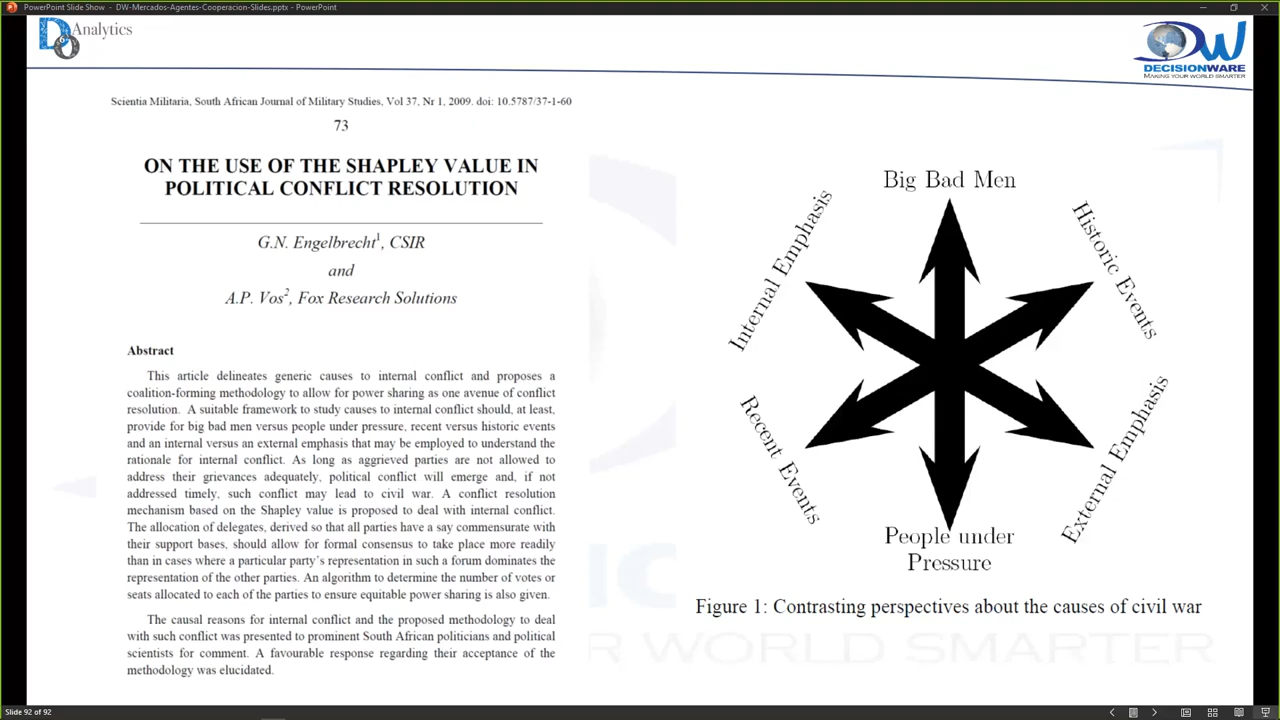 PowerPoint Slide Show - DW-Mercados-Agentes-Cooperacion-Slides.pptx - PowerPoint
Do Analytics
DW
DECISIONWARE
MAKING YOUR WORLD SMARTER
Scientia Militaria, South African Journal of Military Studies, Vol 37, Nr 1, 2009. doi: 10.5787/37-1-60
73
ON THE USE OF THE SHAPLEY VALUE IN
POLITICAL CONFLICT RESOLUTION
G.N. Engelbrecht1, CSIR
and
A.P. Vos2, Fox Research Solutions
Abstract
This article delineates generic causes to internal conflict and proposes a
coalition-forming methodology to allow for power sharing as one avenue of conflict
resolution. A suitable framework to study causes to internal conflict should, at least,
provide for big bad men versus people under pressure, recent versus historic events
and an internal versus an external emphasis that may be employed to understand the
rationale for internal conflict. As long as aggrieved parties are not allowed to
address their grievances adequately, political conflict will emerge and, if not
addressed timely, such conflict may lead to civil war. A conflict resolution
mechanism based on the Shapley value is proposed to deal with internal conflict.
The allocation of delegates, derived so that all parties have a say commensurate with
their support bases, should allow for formal consensus to take place more readily
than in cases where a particular party's representation in such a forum dominates the
representation of the other parties. An algorithm to determine the number of votes or
seats allocated to each of the parties to ensure equitable power sharing is also given.
The causal reasons for internal conflict and the proposed methodology to deal
with such conflict was presented to prominent South African politicians and political
scientists for comment. A favourable response regarding their acceptance of the
methodology was elucidated.
Big Bad Men
Internal Emphasis
Historic Events
Recent Events
External Emphasis
People under
Pressure
Figure 1: Contrasting perspectives about the causes of civil war
R WORLD SMARTER
Slide 92 of 92